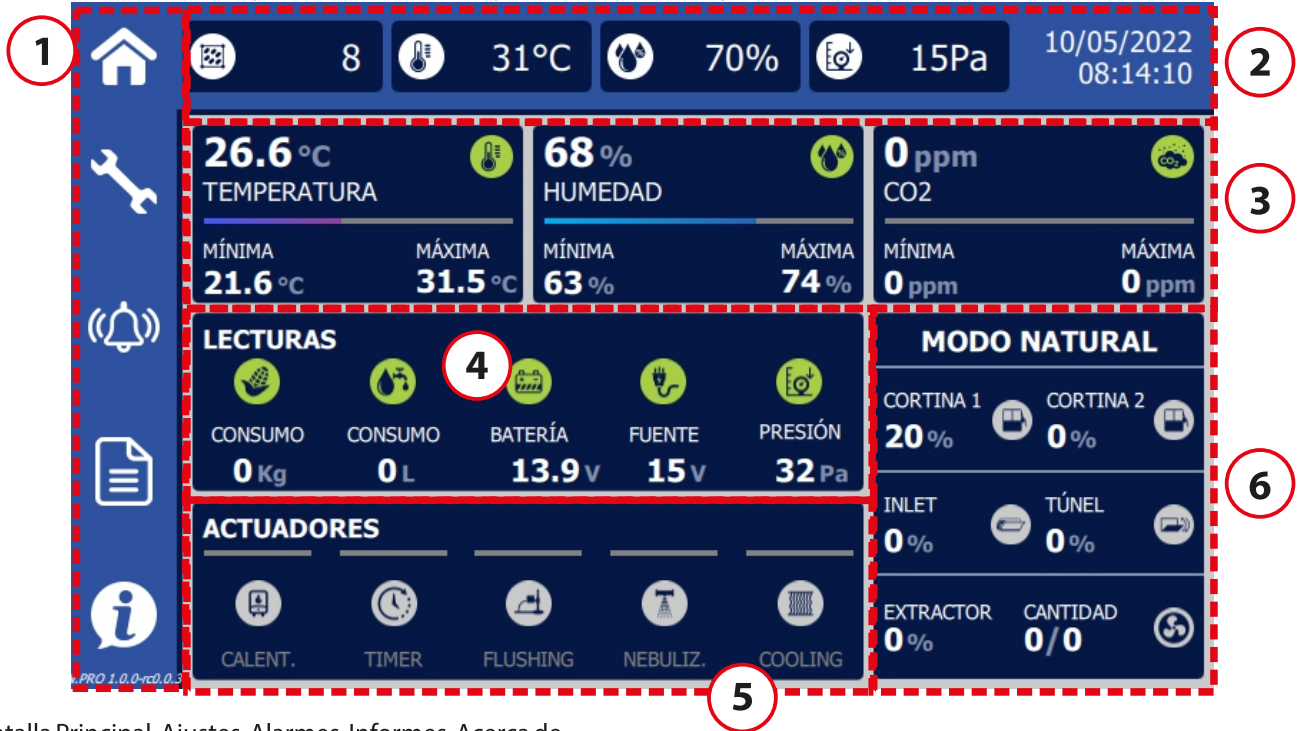 1
8
31°C
70%
15Pa
10/05/2022
08:14:10
2
26.6 °C
TEMPERATURA
MÍNIMA
21.6 °C
MÁXIMA
31.5 °C
68 %
HUMEDAD
MÍNIMA
63 %
MÁXIMA
74 %
0 ppm
CO2
CO2
MÍNIMA
0 ppm
MÁXIMA
0 ppm
3
LECTURAS
4
CONSUMO
0 Kg
CONSUMO
0 L
BATERÍA
13.9 V
FUENTE
15 V
PRESIÓN
32 Pa
ACTUADORES
CALENT.
TIMER
FLUSHING
NEBULIZ.
COOLING
5
MODO NATURAL
CORTINA 1
20 %
CORTINA 2
0 %
INLET
0 %
TÚNEL
0 %
EXTRACTOR
0 %
CANTIDAD
0/0
6
i
.PRO 1.0.0-rc0.0.3
Principal, Ajustes, Alarmas, Informes, Acerca de